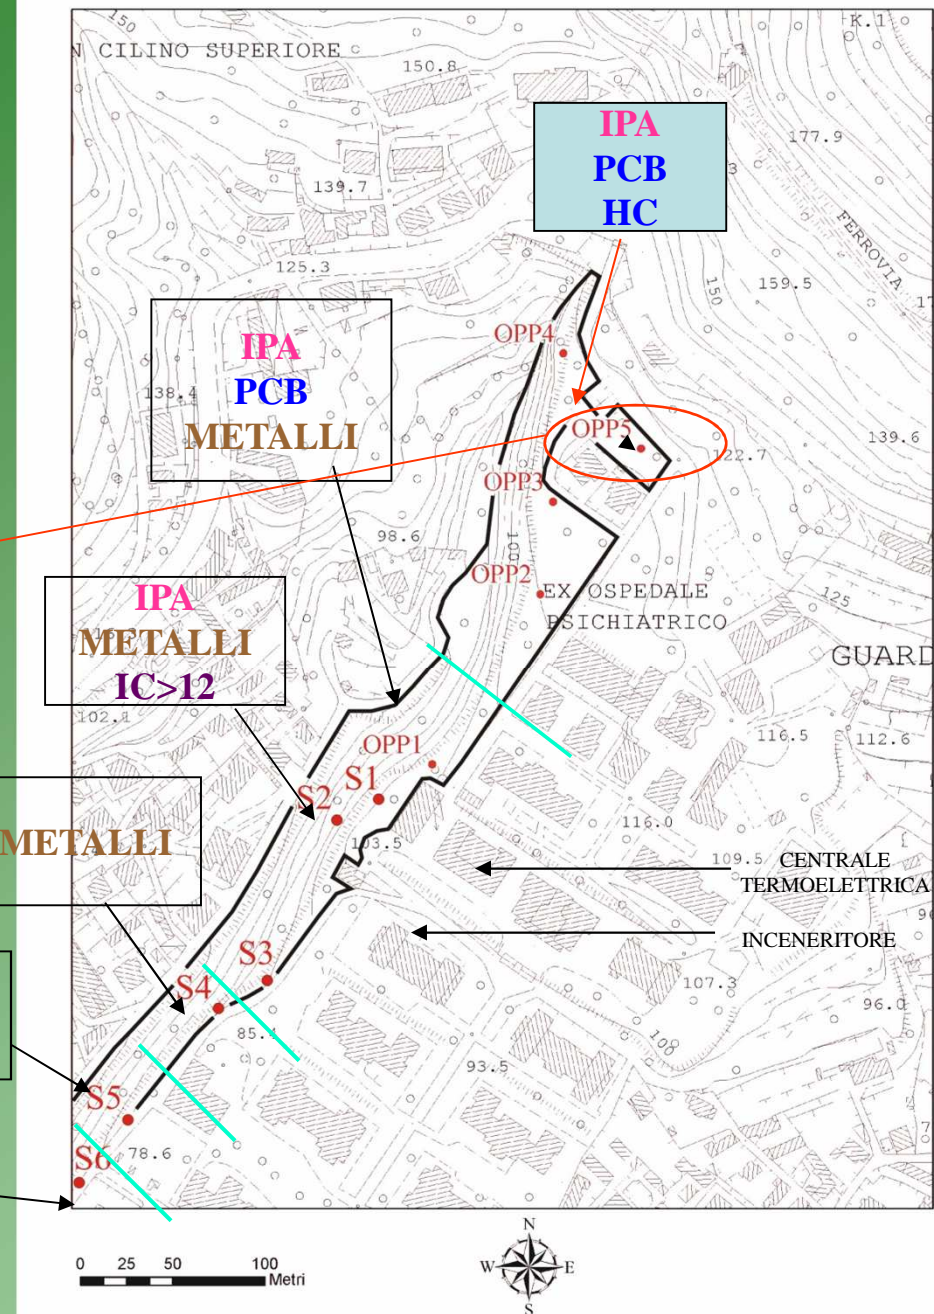 150
K.1
N CILINO SUPERIORE
150.8
IPA
PCB
HC
177.9
3
139.7
FERROVIA
125.3
150
159.5
17
IPA
PCB
METALLI
OPP4
138.4
OPP5
139.6
122.7
OPP3
98.6
100
OPP2
EX OSPEDALE
PSICHIATRICO
125
IPA
METALLI
IC>12
GUARD
102.1
116.5
112.6
OPP1
S1
S2
METALLI
116.0
103.5
109.5
CENTRALE
TERMOELETTRICA
INCENERITORE
S3
S4
107.3
96.0
85.4
100
93.5
S5
S6
78.6
N
W E
S
0 25 50 100
Metri